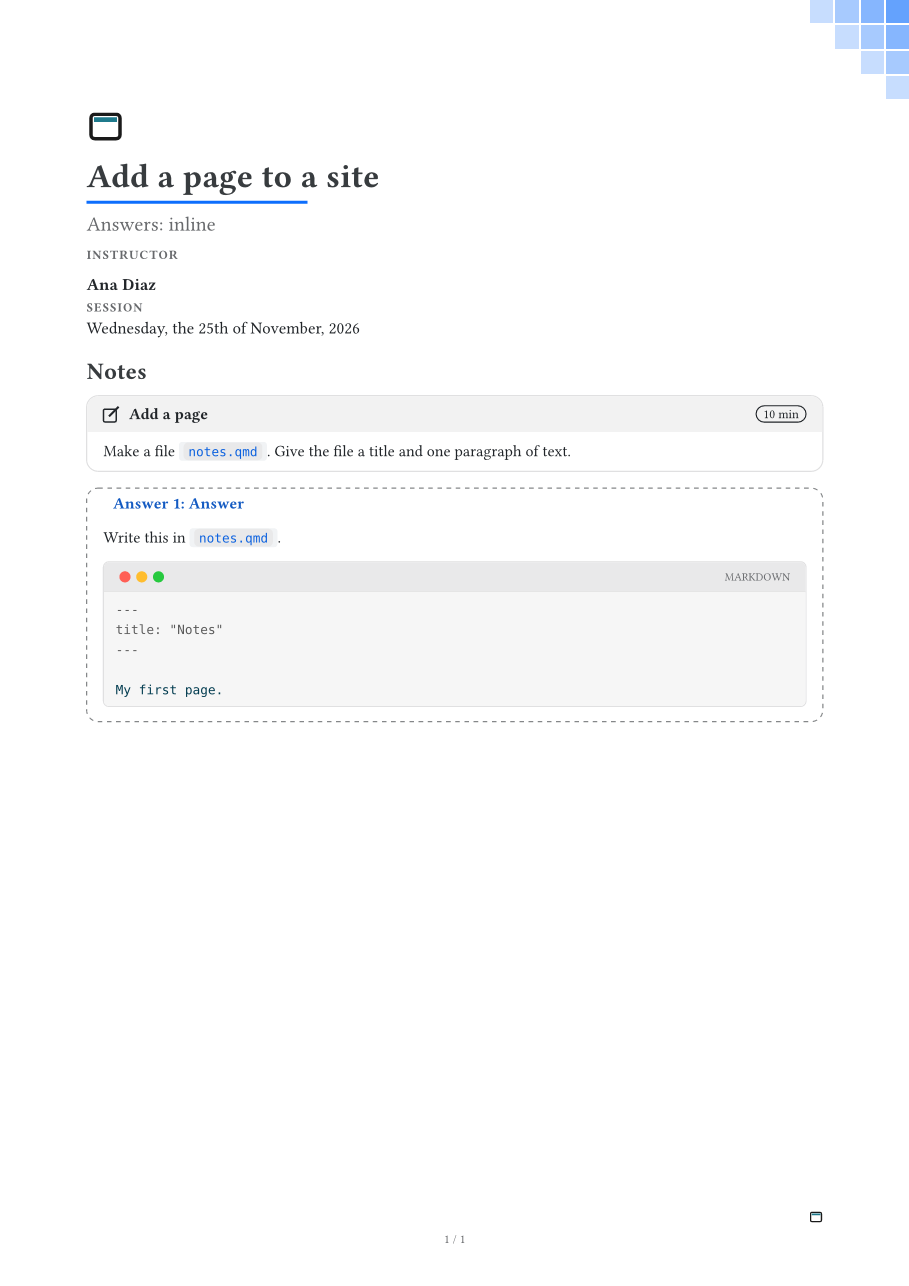 Add a page to a site
Answers: inline
INSTRUCTOR
Ana Diaz
SESSION
Wednesday, the 25th of November, 2026
Notes
Add a page 10 min
Make a file notes.qmd . Give the file a title and one paragraph of text.
Answer 1: Answer
Write this in notes.qmd .
MARKDOWN
---
title: "Notes"
---
My first page.
1 / 1